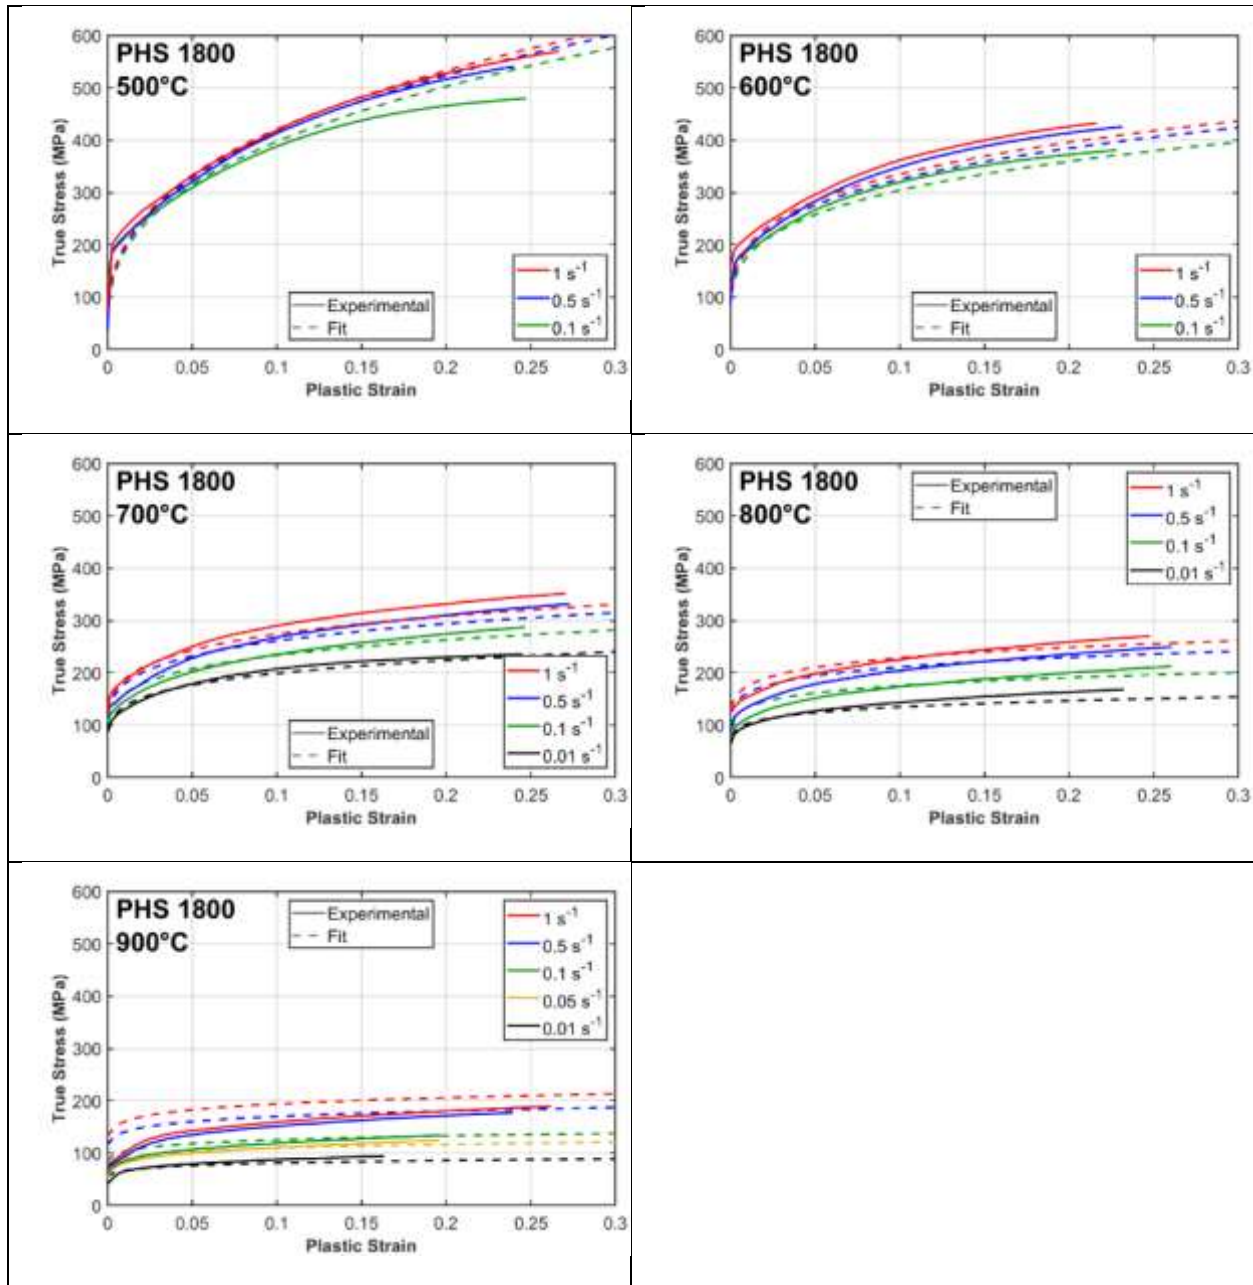 PHS 1800
500°C
600
500
400
300
200
100
0
True Stress (MPa)
1 s⁻¹
0.5 s⁻¹
0.1 s⁻¹
Experimental
Fit
0 0.05 0.1 0.15 0.2 0.25 0.3
Plastic Strain
PHS 1800
600°C
600
500
400
300
200
100
0
True Stress (MPa)
1 s⁻¹
0.5 s⁻¹
0.1 s⁻¹
Experimental
Fit
0 0.05 0.1 0.15 0.2 0.25 0.3
Plastic Strain
PHS 1800
700°C
600
500
400
300
200
100
0
True Stress (MPa)
1 s⁻¹
0.5 s⁻¹
0.1 s⁻¹
0.01 s⁻¹
Experimental
Fit
0 0.05 0.1 0.15 0.2 0.25 0.3
Plastic Strain
PHS 1800
800°C
Experimental
Fit
1 s⁻¹
0.5 s⁻¹
0.1 s⁻¹
0.01 s⁻¹
600
500
400
300
200
100
0
True Stress (MPa)
0 0.05 0.1 0.15 0.2 0.25 0.3
Plastic Strain
PHS 1800
900°C
Experimental
Fit
1 s⁻¹
0.5 s⁻¹
0.1 s⁻¹
0.05 s⁻¹
0.01 s⁻¹
600
500
400
300
200
100
0
True Stress (MPa)
0 0.05 0.1 0.15 0.2 0.25 0.3
Plastic Strain